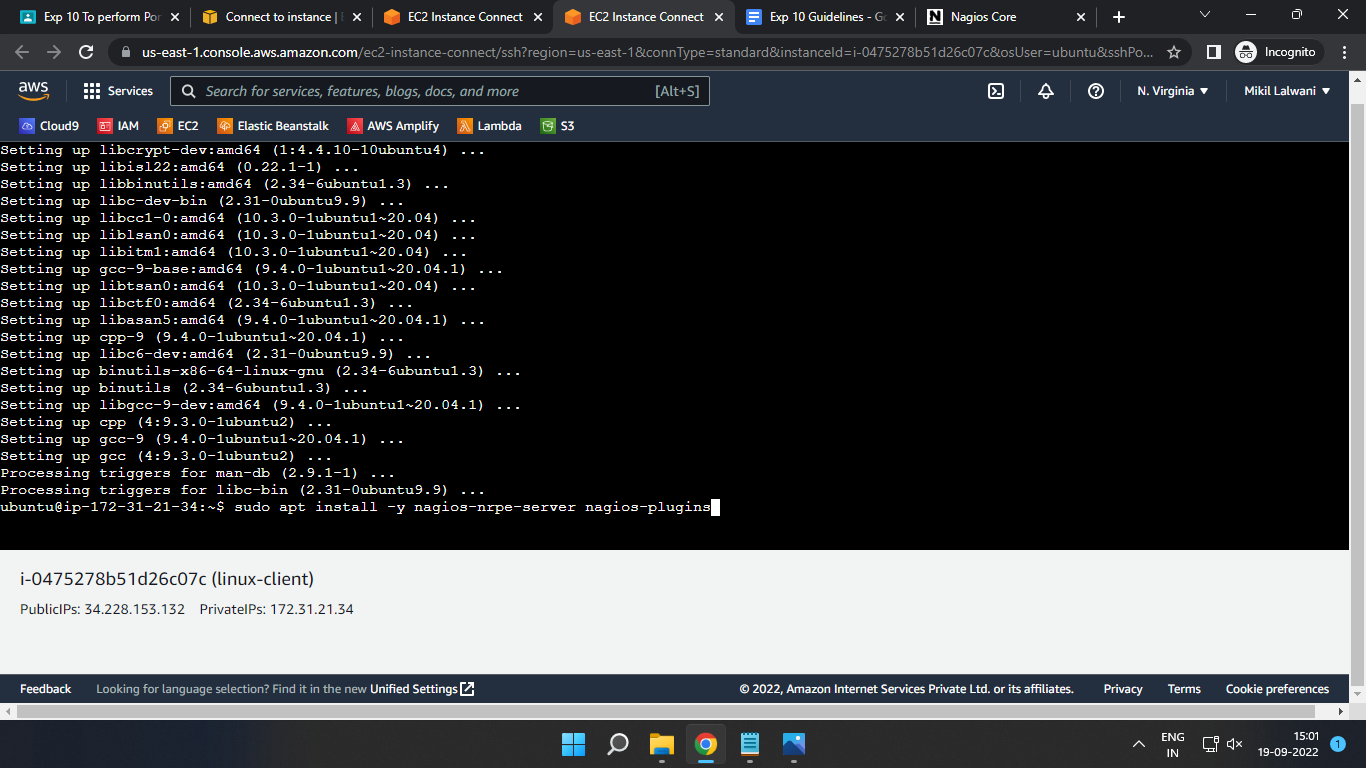 Exp 10 To perform Por
Connect to instance | E
EC2 Instance Connect
EC2 Instance Connect
Exp 10 Guidelines - Go
Nagios Core
us-east-1.console.aws.amazon.com/ec2-instance-connect/ssh?region=us-east-1&connType=standard&instanceId=i-0475278b51d26c07c&osUser=ubuntu&sshPo...
Incognito
aws
Services
Search for services, features, blogs, docs, and more
[Alt+S]
N. Virginia
Mikil Lalwani
Cloud9
IAM
EC2
Elastic Beanstalk
AWS Amplify
Lambda
S3
Setting up libcrypt-dev:amd64 (1:4.4.10-10ubuntu4) ...
Setting up libisl22:amd64 (0.22.1-1) ...
Setting up libbinutils:amd64 (2.34-6ubuntu1.3) ...
Setting up libc-dev-bin (2.31-0ubuntu9.9) ...
Setting up libcc1-0:amd64 (10.3.0-1ubuntu1~20.04) ...
Setting up liblsan0:amd64 (10.3.0-1ubuntu1~20.04) ...
Setting up libitm1:amd64 (10.3.0-1ubuntu1~20.04) ...
Setting up gcc-9-base:amd64 (9.4.0-1ubuntu1~20.04.1) ...
Setting up libtsan0:amd64 (10.3.0-1ubuntu1~20.04) ...
Setting up libctf0:amd64 (2.34-6ubuntu1.3) ...
Setting up libasan5:amd64 (9.4.0-1ubuntu1~20.04.1) ...
Setting up cpp-9 (9.4.0-1ubuntu1~20.04.1) ...
Setting up libc6-dev:amd64 (2.31-0ubuntu9.9) ...
Setting up binutils-x86-64-linux-gnu (2.34-6ubuntu1.3) ...
Setting up binutils (2.34-6ubuntu1.3) ...
Setting up libgcc-9-dev:amd64 (9.4.0-1ubuntu1~20.04.1) ...
Setting up cpp (4:9.3.0-1ubuntu2) ...
Setting up gcc-9 (9.4.0-1ubuntu1~20.04.1) ...
Setting up gcc (4:9.3.0-1ubuntu2) ...
Processing triggers for man-db (2.9.1-1) ...
Processing triggers for libc-bin (2.31-0ubuntu9.9) ...
ubuntu@ip-172-31-21-34:~$ sudo apt install -y nagios-nrpe-server nagios-plugins
i-0475278b51d26c07c (linux-client)
PublicIPs: 34.228.153.132 PrivateIPs: 172.31.21.34
Feedback
Looking for language selection? Find it in the new Unified Settings
© 2022, Amazon Internet Services Private Ltd. or its affiliates.
Privacy
Terms
Cookie preferences
ENG
IN
15:01
19-09-2022
1